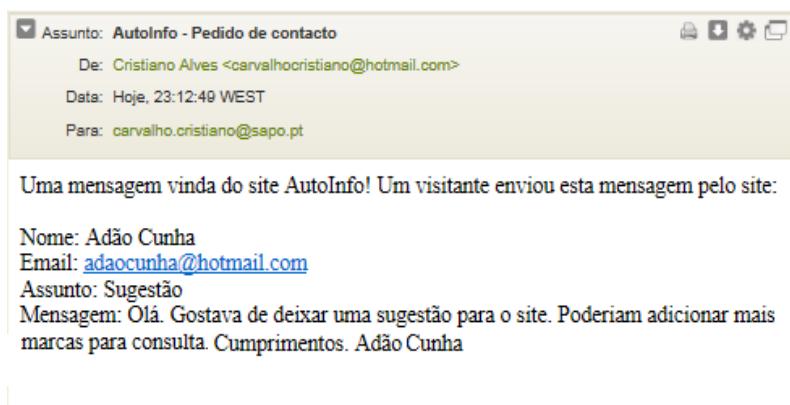 Assunto: AutoInfo - Pedido de contacto
De: Cristiano Alves <carvalhocristiano@hotmail.com>
Data: Hoje, 23:12:49 WEST
Para: carvalho.cristiano@sapo.pt
Uma mensagem vinda do site AutoInfo! Um visitante enviou esta mensagem pelo site:
Nome: Adão Cunha
Email: adaocunha@hotmail.com
Assunto: Sugestão
Mensagem: Olá. Gostava de deixar uma sugestão para o site. Poderiam adicionar mais
marcas para consulta. Cumprimentos. Adão Cunha